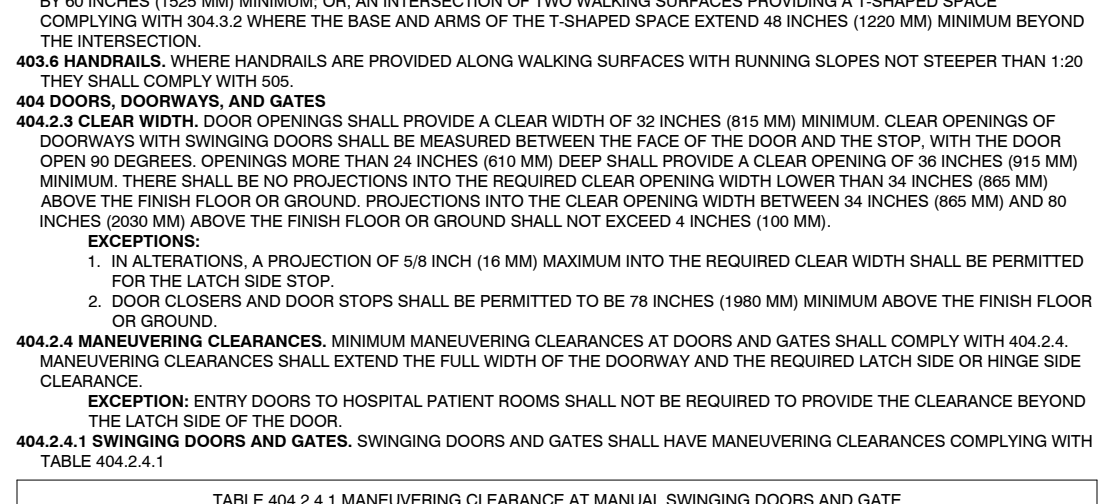 BY 60 INCHES (1525 MM) MINIMUM; OR, AN INTERSECTION OF TWO WALKING SURFACES PROVIDING A T-SHAPED SPACE
COMPLYING WITH 304.3.2 WHERE THE BASE AND ARMS OF THE T-SHAPED SPACE EXTEND 48 INCHES (1220 MM) MINIMUM BEYOND
THE INTERSECTION.
403.6 HANDRAILS. WHERE HANDRAILS ARE PROVIDED ALONG WALKING SURFACES WITH RUNNING SLOPES NOT STEEPER THAN 1:20
THEY SHALL COMPLY WITH 505.
404 DOORS, DOORWAYS, AND GATES
404.2.3 CLEAR WIDTH. DOOR OPENINGS SHALL PROVIDE A CLEAR WIDTH OF 32 INCHES (815 MM) MINIMUM. CLEAR OPENINGS OF
DOORWAYS WITH SWINGING DOORS SHALL BE MEASURED BETWEEN THE FACE OF THE DOOR AND THE STOP, WITH THE DOOR
OPEN 90 DEGREES. OPENINGS MORE THAN 24 INCHES (610 MM) DEEP SHALL PROVIDE A CLEAR OPENING OF 36 INCHES (915 MM)
MINIMUM. THERE SHALL BE NO PROJECTIONS INTO THE REQUIRED CLEAR OPENING WIDTH LOWER THAN 34 INCHES (865 MM)
ABOVE THE FINISH FLOOR OR GROUND. PROJECTIONS INTO THE CLEAR OPENING WIDTH BETWEEN 34 INCHES (865 MM) AND 80
INCHES (2030 MM) ABOVE THE FINISH FLOOR OR GROUND SHALL NOT EXCEED 4 INCHES (100 MM).
EXCEPTIONS:
1. IN ALTERATIONS, A PROJECTION OF 5/8 INCH (16 MM) MAXIMUM INTO THE REQUIRED CLEAR WIDTH SHALL BE PERMITTED
FOR THE LATCH SIDE STOP.
2. DOOR CLOSERS AND DOOR STOPS SHALL BE PERMITTED TO BE 78 INCHES (1980 MM) MINIMUM ABOVE THE FINISH FLOOR
OR GROUND.
404.2.4 MANEUVERING CLEARANCES. MINIMUM MANEUVERING CLEARANCES AT DOORS AND GATES SHALL COMPLY WITH 404.2.4.
MANEUVERING CLEARANCES SHALL EXTEND THE FULL WIDTH OF THE DOORWAY AND THE REQUIRED LATCH SIDE OR HINGE SIDE
CLEARANCE.
EXCEPTION: ENTRY DOORS TO HOSPITAL PATIENT ROOMS SHALL NOT BE REQUIRED TO PROVIDE THE CLEARANCE BEYOND
THE LATCH SIDE OF THE DOOR.
404.2.4.1 SWINGING DOORS AND GATES. SWINGING DOORS AND GATES SHALL HAVE MANEUVERING CLEARANCES COMPLYING WITH
TABLE 404.2.4.1
TABLE 404.2.4.1 MANEUVERING CLEARANCE AT MANUAL SWINGING DOORS AND GATE